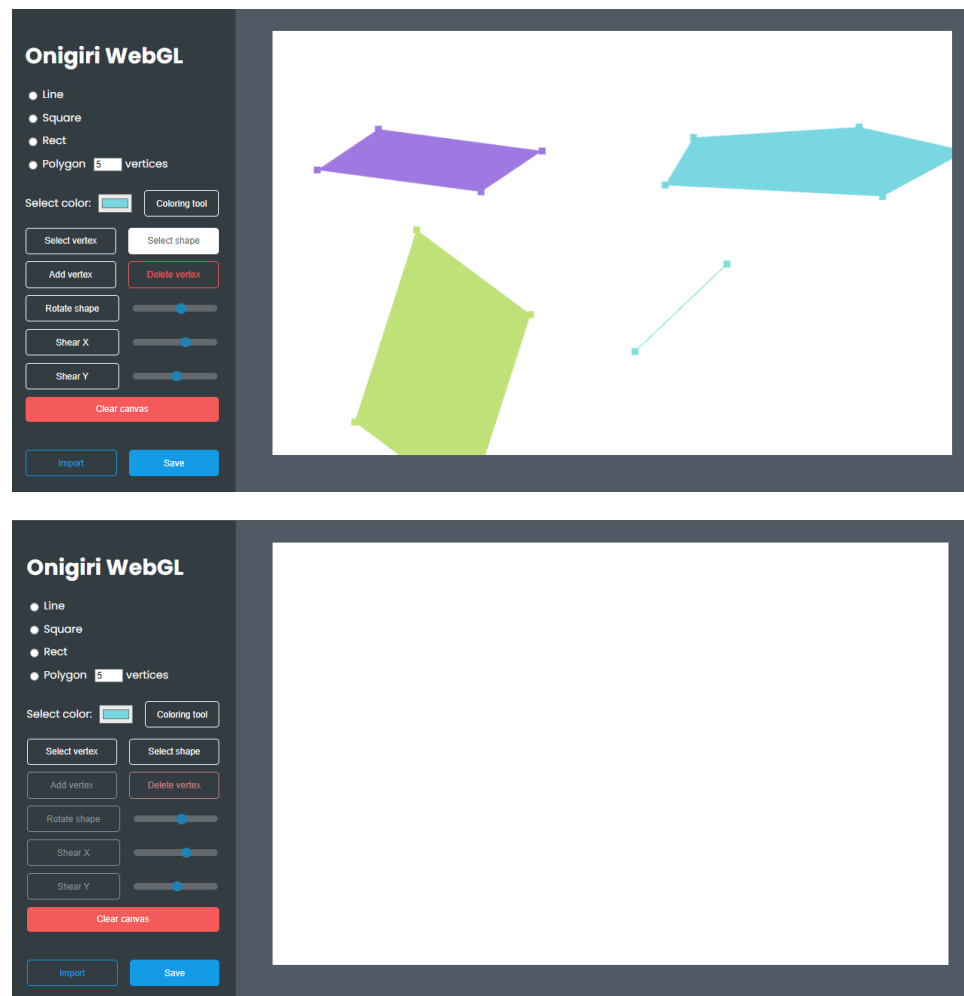 Onigiri WebGL
Line
Square
Rect
Polygon 5 vertices
Select color: Coloring tool
Select vertex Select shape
Add vertex Delete vertex
Rotate shape
Shear X
Shear Y
Clear canvas
Import Save
Onigiri WebGL
Line
Square
Rect
Polygon 5 vertices
Select color: Coloring tool
Select vertex Select shape
Add vertex Delete vertex
Rotate shape
Shear X
Shear Y
Clear canvas
Import Save